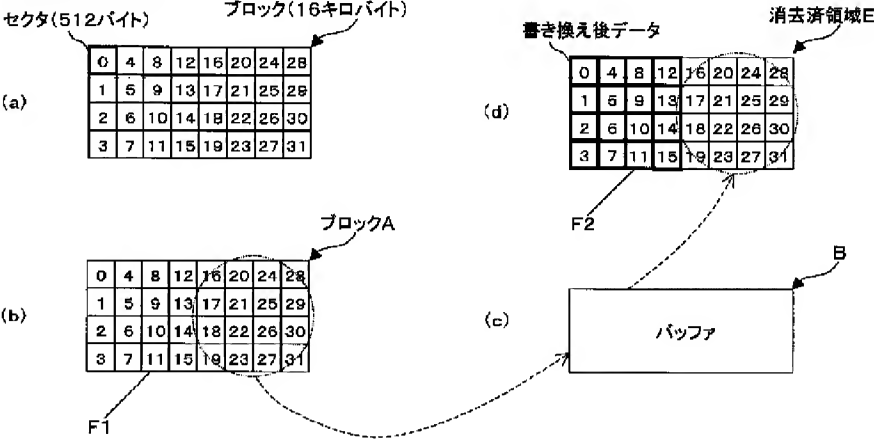 セクタ(512バイト)
ブロック(16キロバイト)
(a)
0 4 8 12 16 20 24 28
1 5 9 13 17 21 25 29
2 6 10 14 18 22 26 30
3 7 11 15 19 23 27 31
ブロックA
(b)
0 4 8 12 16 20 24 28
1 5 9 13 17 21 25 29
2 6 10 14 18 22 26 30
3 7 11 15 19 23 27 31
F1
書き換え後データ
消去済領域E
(d)
0 4 8 12 16 20 24 28
1 5 9 13 17 21 25 29
2 6 10 14 18 22 26 30
3 7 11 15 19 23 27 31
F2
B
(c)
バッファ